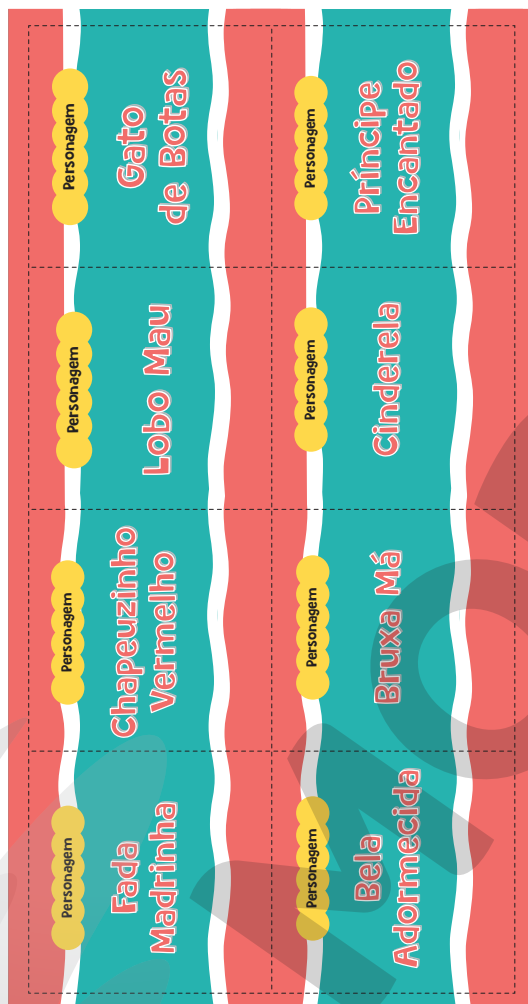 Personagem
Fada
Madrinha
Personagem
Chapeuzinho
Vermelho
Personagem
Lobo Mau
Personagem
Gato
de Botas
Personagem
Bela
Adormecida
Personagem
Bruxa Má
Personagem
Cinderela
Personagem
Príncipe
Encantado